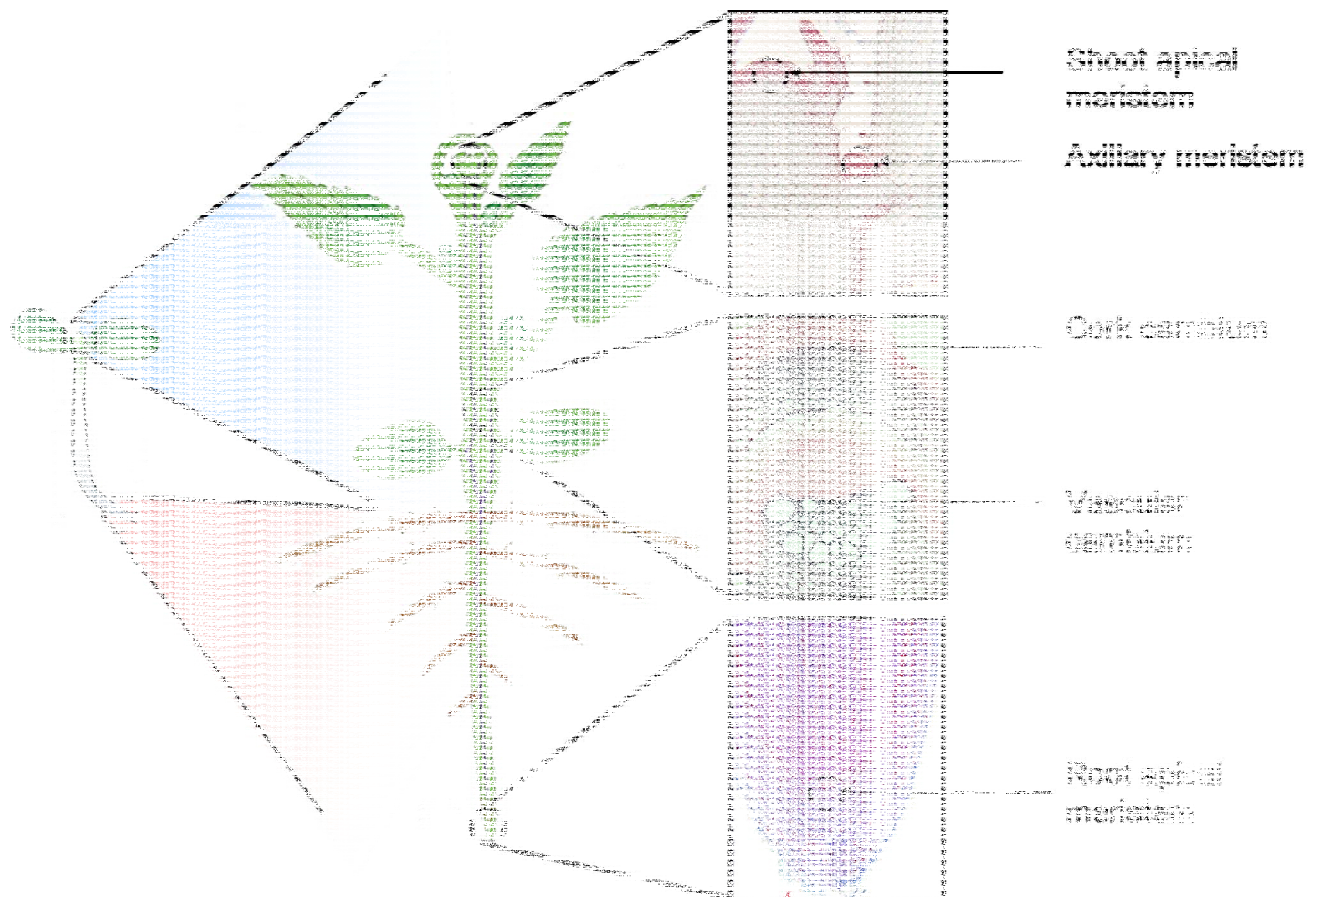 Shoot apical
meristem
Axillary meristem
Cork cambium
Vascular
cambium
Root apical
meristem